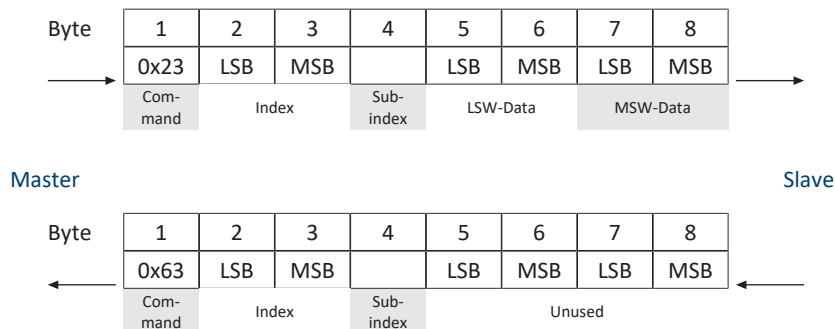 Byte 1 2 3 4 5 6 7 8
0x23 LSB MSB LSB MSB LSB MSB
Com-
mand Index Sub-
index LSW-Data MSW-Data
Master Slave
Byte 1 2 3 4 5 6 7 8
0x63 LSB MSB LSB MSB LSB MSB
Com-
mand Index Sub-
index Unused